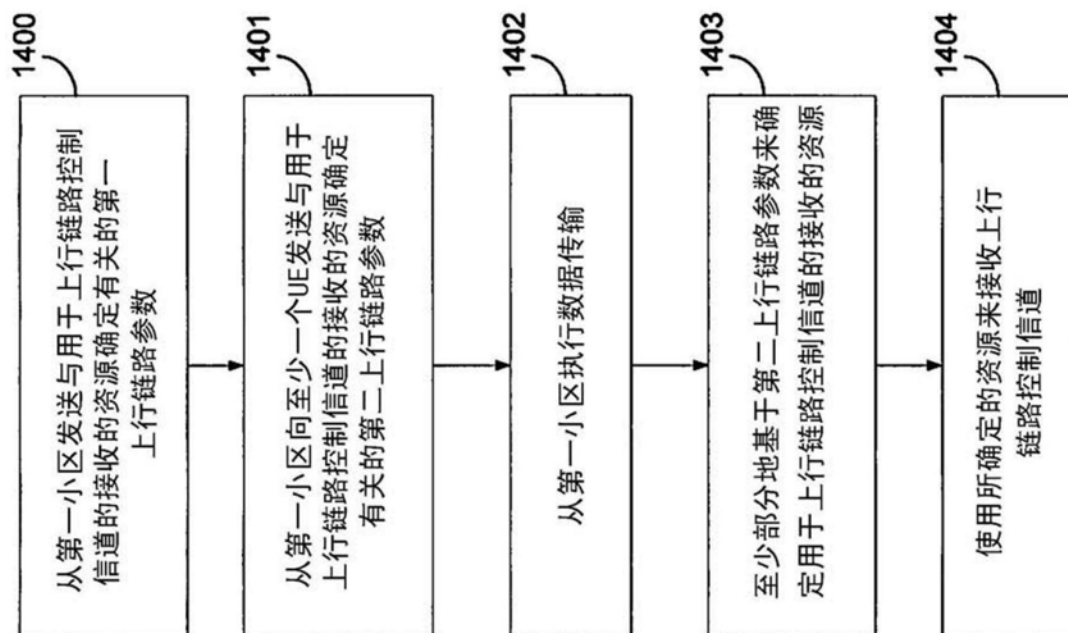 1400
从第一小区发送与用于上行链路控制
信道的接收的资源确定有关的第一
上行链路参数
1401
从第一小区向至少一个UE发送与用于
上行链路控制信道的接收的资源确定
有关的第二上行链路参数
1402
从第一小区执行数据传输
1403
至少部分地基于第二上行链路参数来确
定用于上行链路控制信道的接收的资源
1404
使用所确定的资源来接收上行
链路控制信道